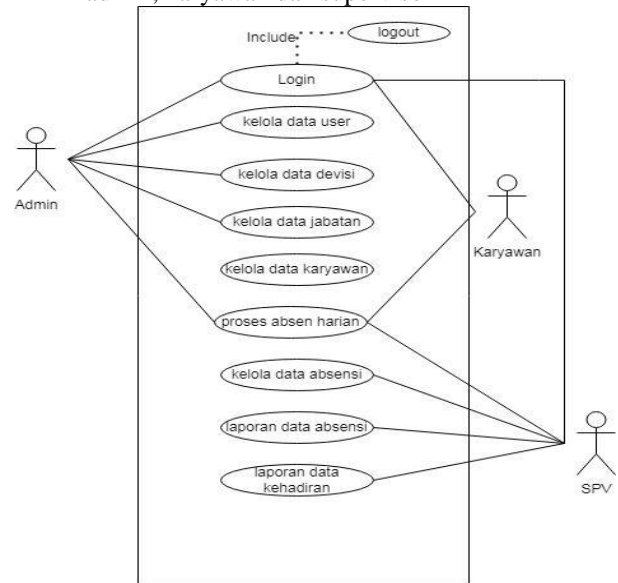 logout
Include
Login
kelola data user
kelola data devisi
Admin
kelola data jabatan
Karyawan
kelola data karyawan
proses absen harian
kelola data absensi
laporan data absensi
laporan data
kehadiran
SPV